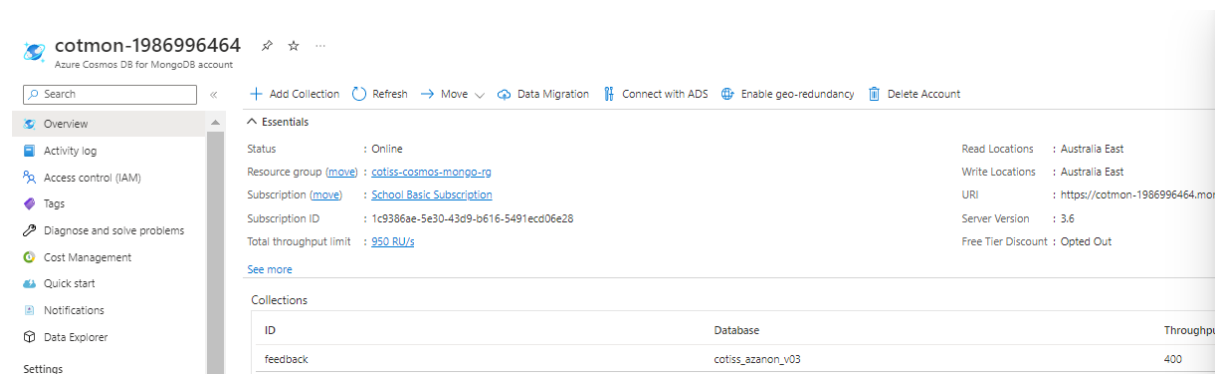 cotmon-1986996464
Azure Cosmos DB for MongoDB account
Search
Add Collection Refresh Move Data Migration Connect with ADS Enable geo-redundancy Delete Account
Overview
Activity log
Access control (IAM)
Tags
Diagnose and solve problems
Cost Management
Quick start
Notifications
Data Explorer
Settings
Essentials
Status : Online
Resource group (move) : cotiss-cosmos-mongo-rg
Subscription (move) : School Basic Subscription
Subscription ID : 1c9386ae-5e30-43d9-b616-5491ecd06e28
Total throughput limit : 950 RU/s
See more
Read Locations : Australia East
Write Locations : Australia East
URI : https://cotmon-1986996464.mor
Server Version : 3.6
Free Tier Discount : Opted Out
Collections
ID Database Throughpu
feedback cotiss_azanon_v03 400